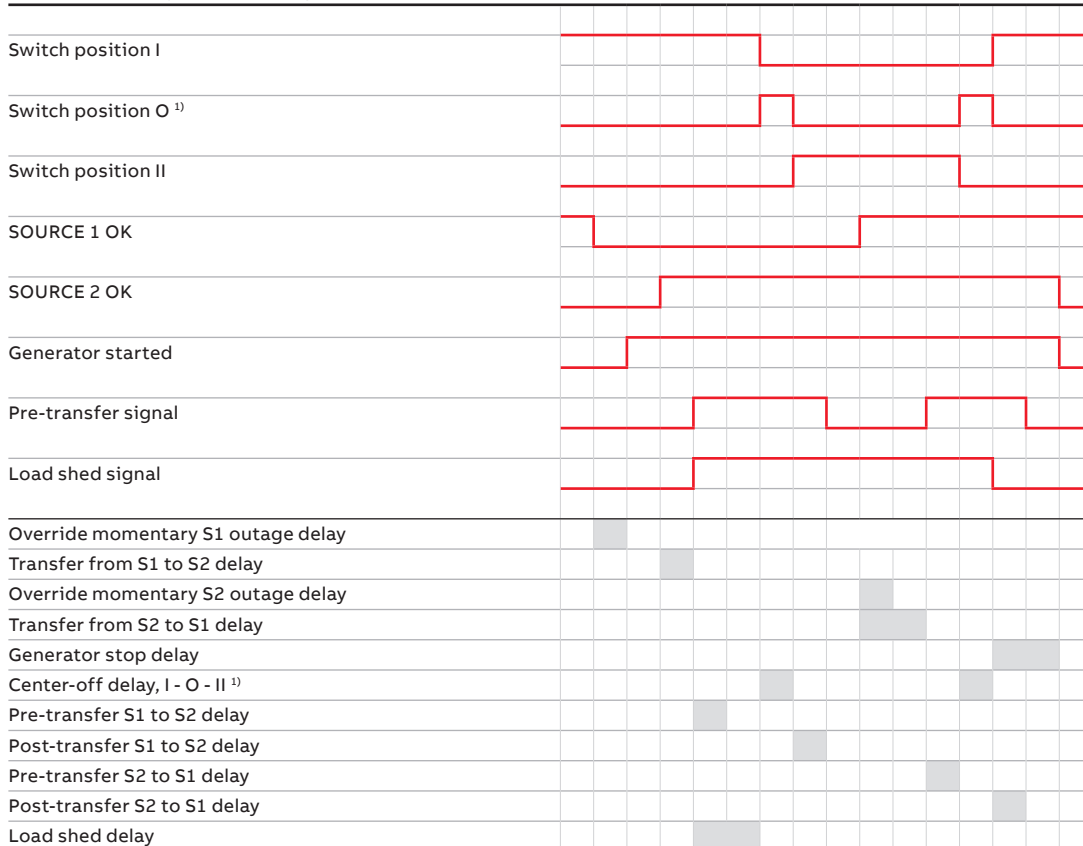 Switch position I
Switch position O ¹⁾
Switch position II
SOURCE 1 OK
SOURCE 2 OK
Generator started
Pre-transfer signal
Load shed signal
Override momentary S1 outage delay
Transfer from S1 to S2 delay
Override momentary S2 outage delay
Transfer from S2 to S1 delay
Generator stop delay
Center-off delay, I - O - II ¹⁾
Pre-transfer S1 to S2 delay
Post-transfer S1 to S2 delay
Pre-transfer S2 to S1 delay
Post-transfer S2 to S1 delay
Load shed delay